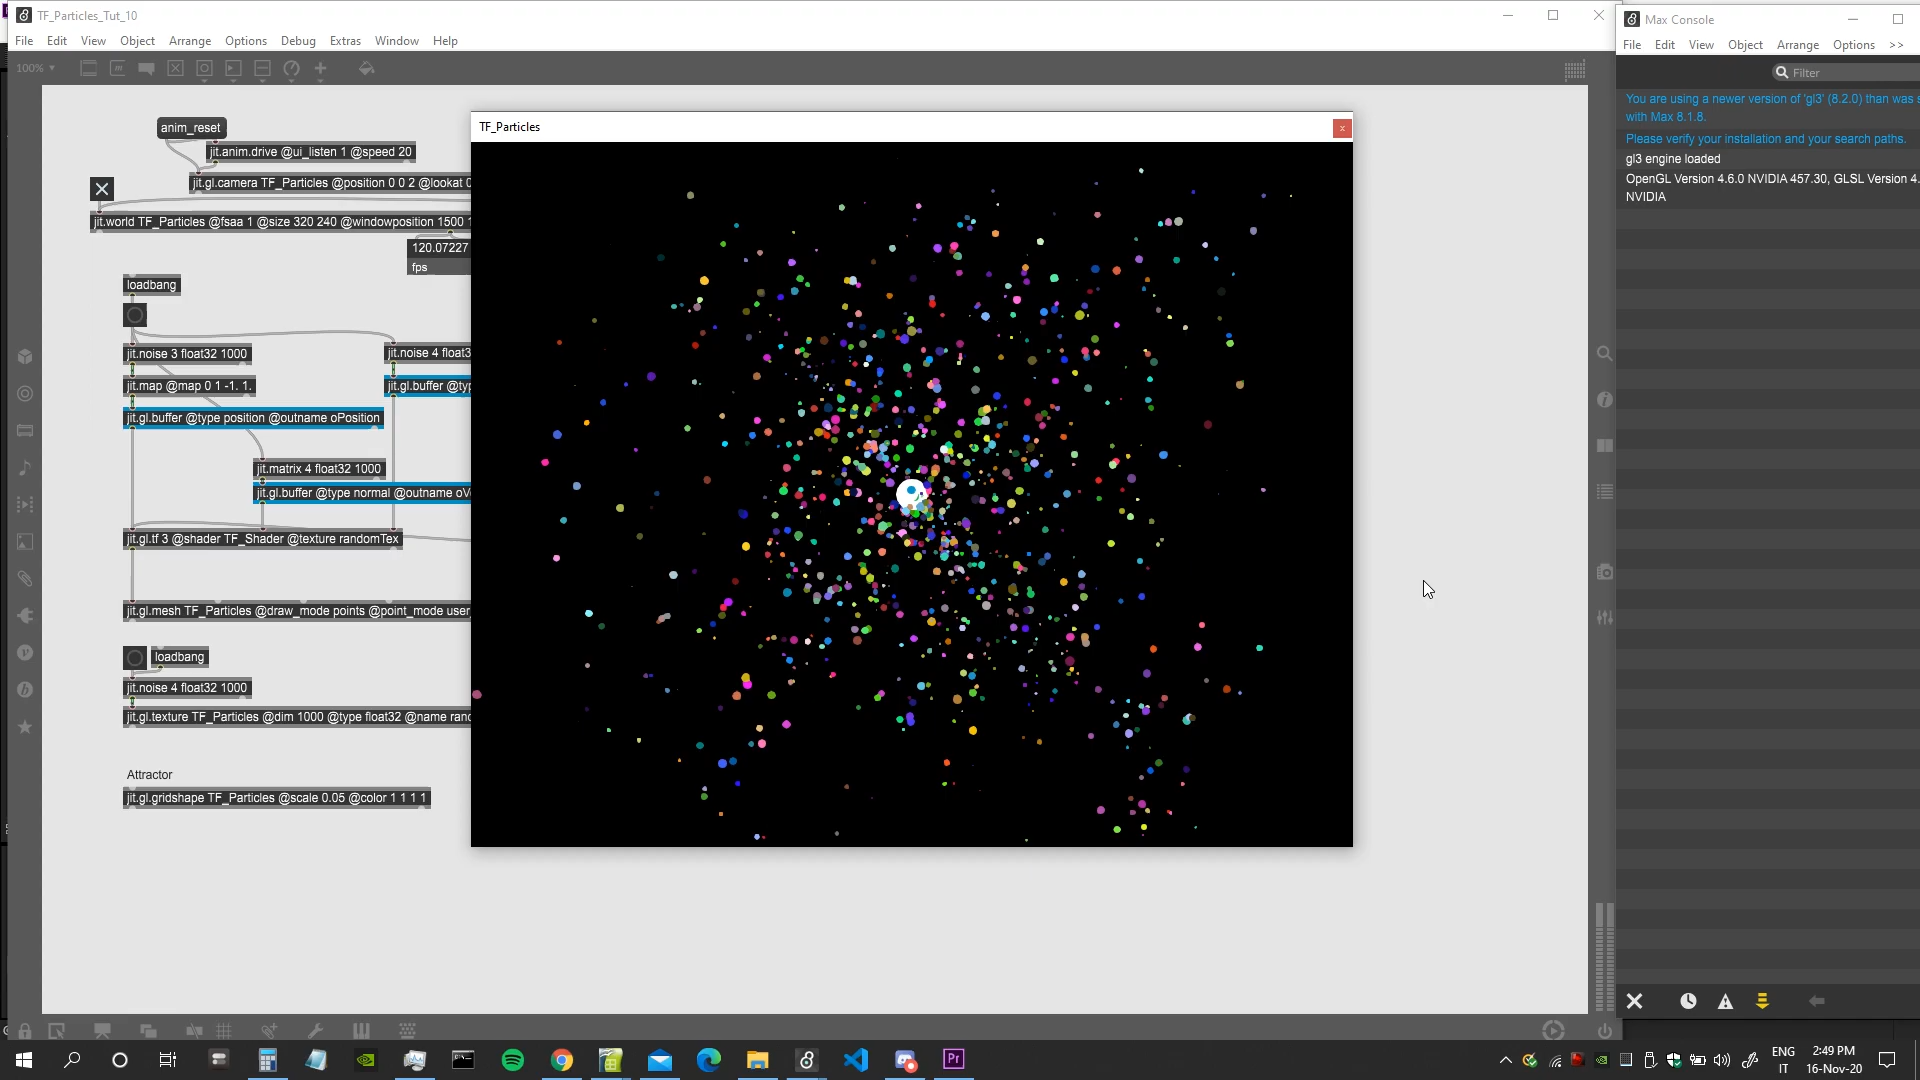 TF_Particles_Tut_10
File Edit View Object Arrange Options Debug Extras Window Help
100%
anim_reset
jit.anim.drive @ui_listen 1 @speed 20
jit.gl.camera TF_Particles @position 0 0 2 @lookat 0
jit.world TF_Particles @fsaa 1 @size 320 240 @windowposition 1500 1
120.07227
fps
loadbang
jit.noise 3 float32 1000
jit.noise 4 float3
jit.map @map 0 1 -1. 1.
jit.gl.buffer @typ
jit.gl.buffer @type position @outname oPosition
jit.matrix 4 float32 1000
jit.gl.buffer @type normal @outname oVe
jit.gl.tf 3 @shader TF_Shader @texture randomTex
jit.gl.mesh TF_Particles @draw_mode points @point_mode user
loadbang
jit.noise 4 float32 1000
jit.gl.texture TF_Particles @dim 1000 @type float32 @name rand
Attractor
jit.gl.gridshape TF_Particles @scale 0.05 @color 1 1 1 1
TF_Particles
x
Max Console
File Edit View Object Arrange Options >>
Filter
You are using a newer version of 'gl3' (8.2.0) than was s
with Max 8.1.8.
Please verify your installation and your search paths.
gl3 engine loaded
OpenGL Version 4.6.0 NVIDIA 457.30, GLSL Version 4.
NVIDIA
Pr
ENG
IT
2:49 PM
16-Nov-20